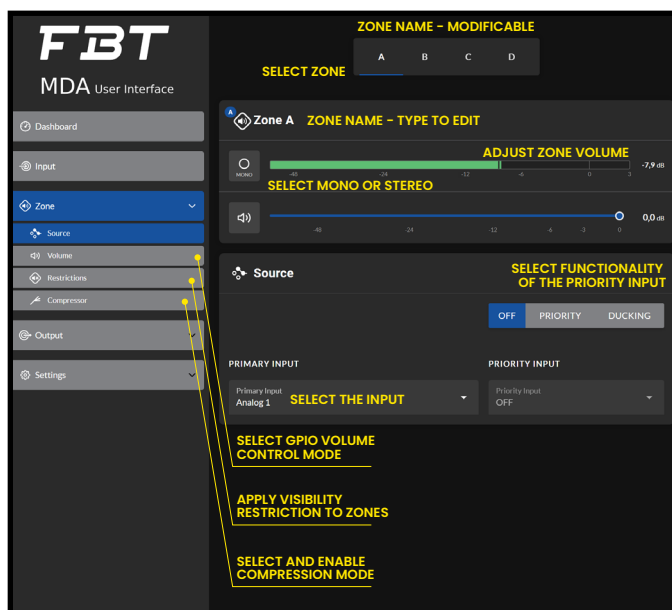 FBT
MDA User Interface
Dashboard
Input
Zone
Source
Volume
Restrictions
Compressor
Output
Settings
ZONE NAME - MODIFICABLE
A B C D
SELECT ZONE
A
Zone A ZONE NAME - TYPE TO EDIT
ADJUST ZONE VOLUME
MONO
-7,9 dB
-48 -24 -12 -6 0 3
SELECT MONO OR STEREO
0,0 dB
-48 -24 -12 -6 -3 0
Source
SELECT FUNCTIONALITY
OF THE PRIORITY INPUT
OFF PRIORITY DUCKING
PRIMARY INPUT PRIORITY INPUT
Primary Input
Analog 1
SELECT THE INPUT
Priority Input
OFF
SELECT GPIO VOLUME
CONTROL MODE
APPLY VISIBILITY
RESTRICTION TO ZONES
SELECT AND ENABLE
COMPRESSION MODE